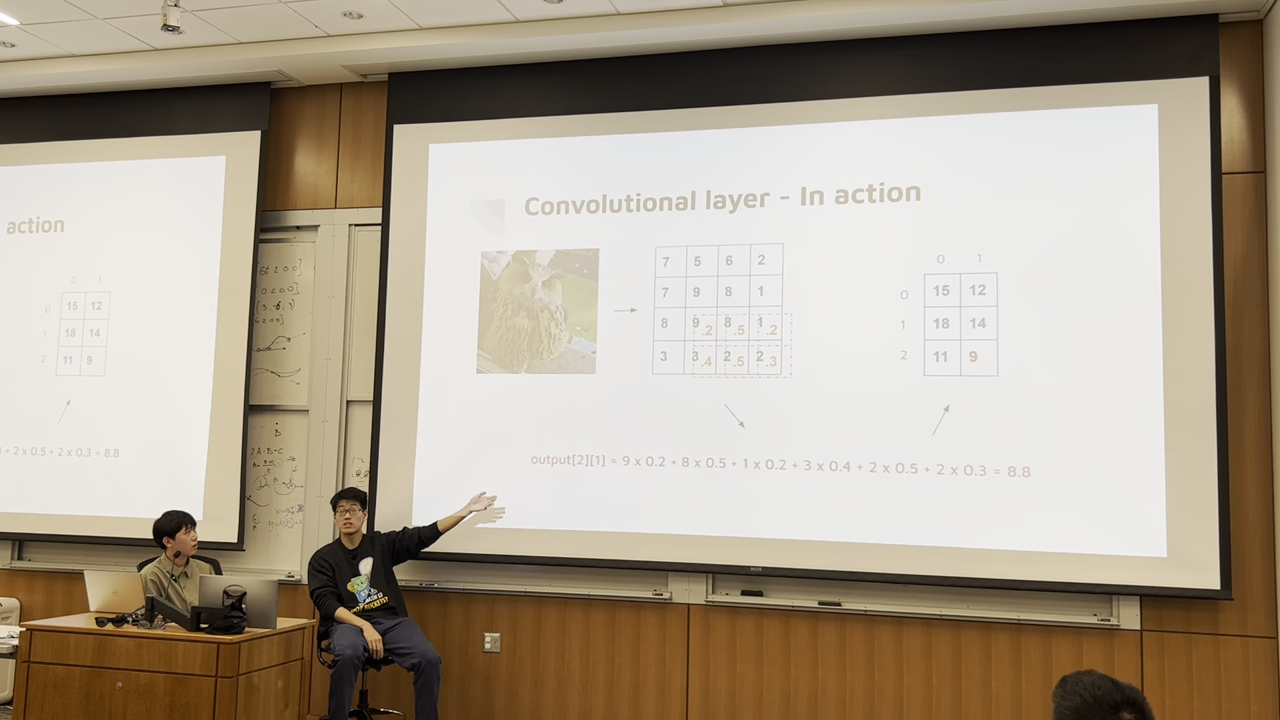 Convolutional layer - In action
7 5 6 2
7 9 8 1
8 9 8 1
.2 .5 .2
3 3 2 2
.4 .5 .3
0 1
0 15 12
1 18 14
2 11 9
output[2][1] = 9 x 0.2 + 8 x 0.5 + 1 x 0.2 + 3 x 0.4 + 2 x 0.5 + 2 x 0.3 = 8.8
action
0 1
0 15 12
1 18 14
2 11 9
+ 2 x 0.5 + 2 x 0.3 = 8.8